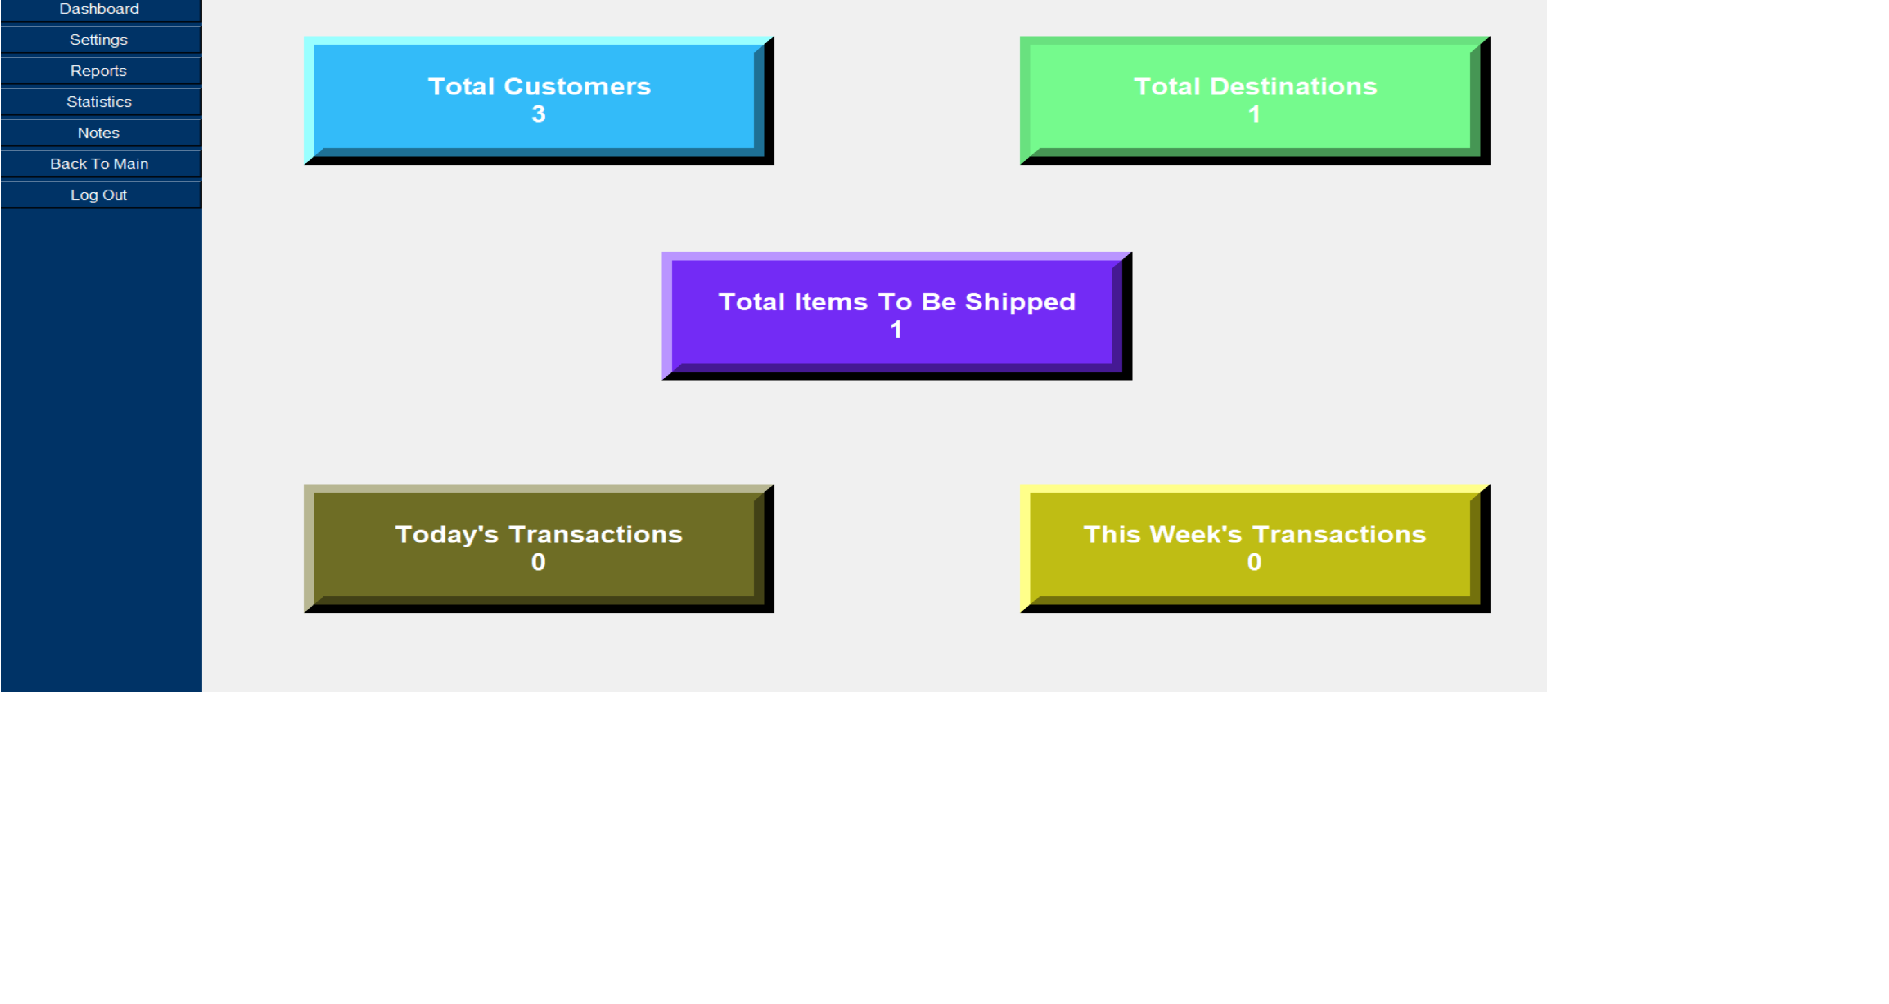 Dashboard
Settings
Reports
Statistics
Notes
Back To Main
Log Out
Total Customers
3
Total Destinations
1
Total Items To Be Shipped
1
Today's Transactions
0
This Week's Transactions
0